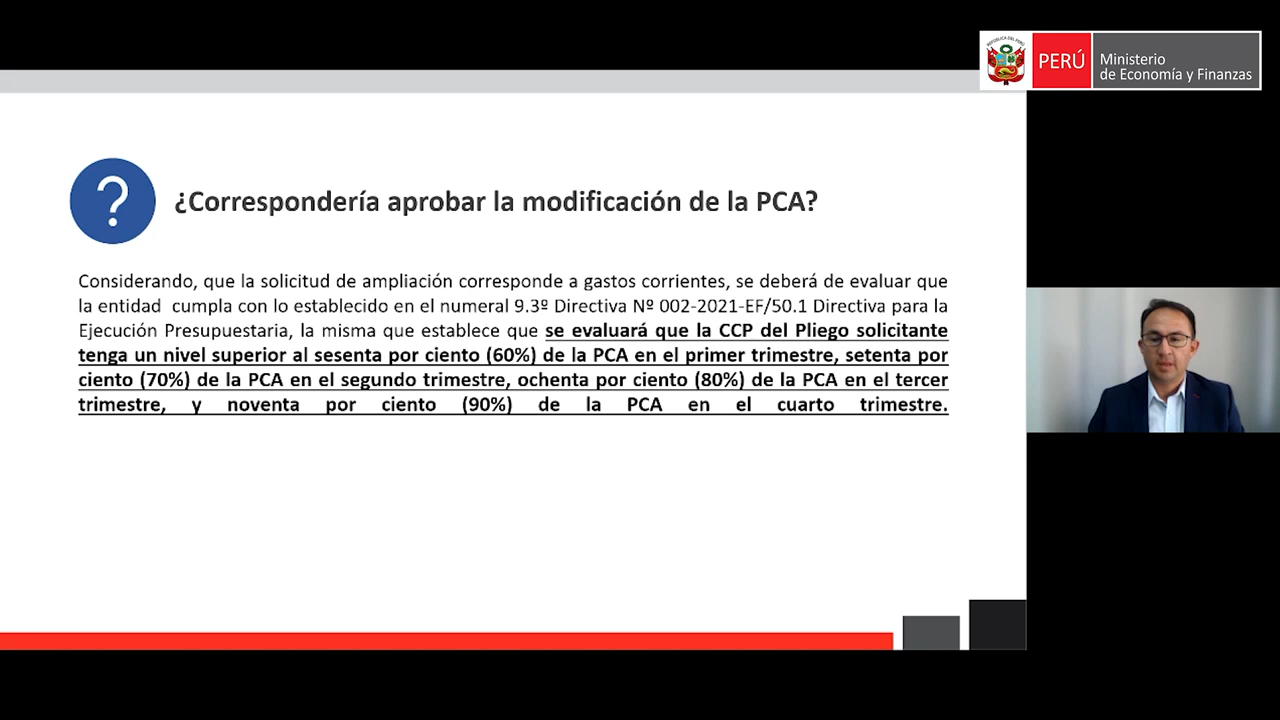 REPÚBLICA DEL PERÚ
PERÚ
Ministerio
de Economía y Finanzas
?
¿Correspondería aprobar la modificación de la PCA?
Considerando, que la solicitud de ampliación corresponde a gastos corrientes, se deberá de evaluar que
la entidad cumpla con lo establecido en el numeral 9.3º Directiva Nº 002-2021-EF/50.1 Directiva para la
Ejecución Presupuestaria, la misma que establece que se evaluará que la CCP del Pliego solicitante
tenga un nivel superior al sesenta por ciento (60%) de la PCA en el primer trimestre, setenta por
ciento (70%) de la PCA en el segundo trimestre, ochenta por ciento (80%) de la PCA en el tercer
trimestre, y noventa por ciento (90%) de la PCA en el cuarto trimestre.